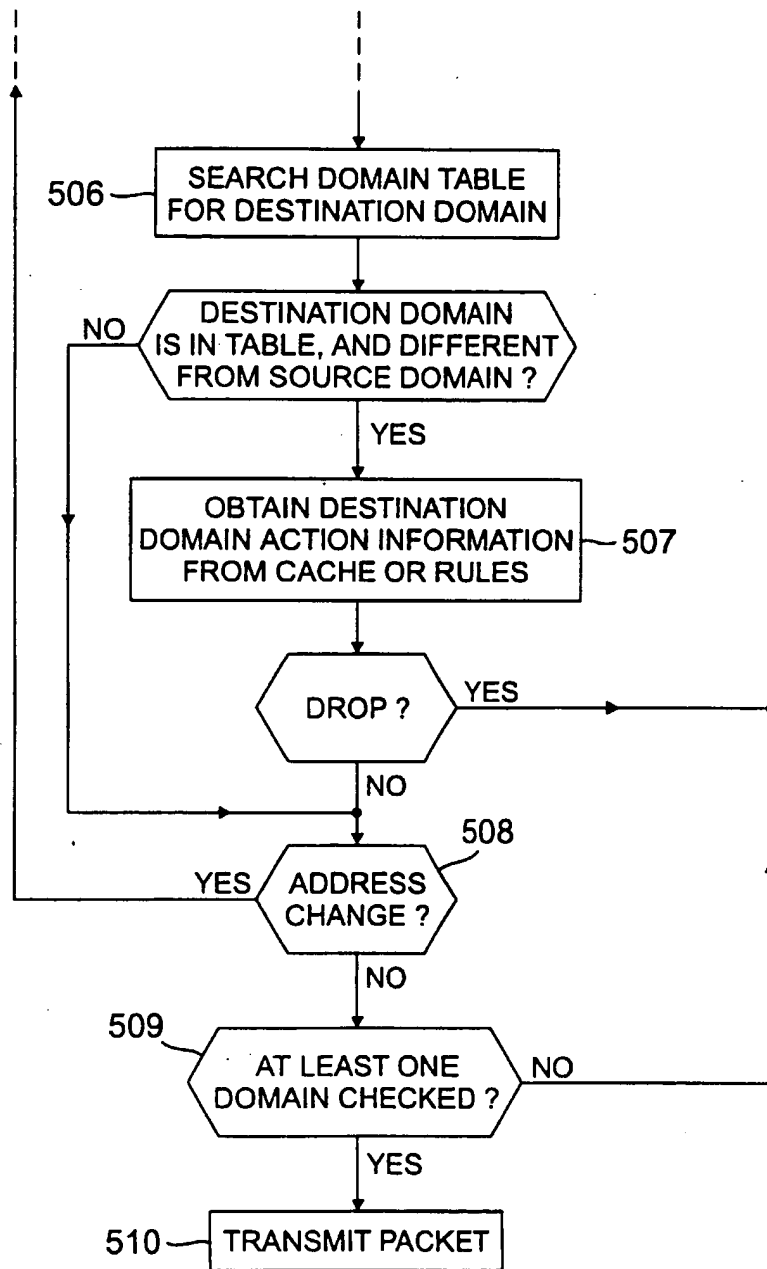 506
SEARCH DOMAIN TABLE
FOR DESTINATION DOMAIN
DESTINATION DOMAIN
IS IN TABLE, AND DIFFERENT
FROM SOURCE DOMAIN ?
NO
YES
OBTAIN DESTINATION
DOMAIN ACTION INFORMATION
FROM CACHE OR RULES
507
DROP ?
YES
NO
508
YES
ADDRESS
CHANGE ?
NO
509
AT LEAST ONE
DOMAIN CHECKED ?
NO
YES
510
TRANSMIT PACKET